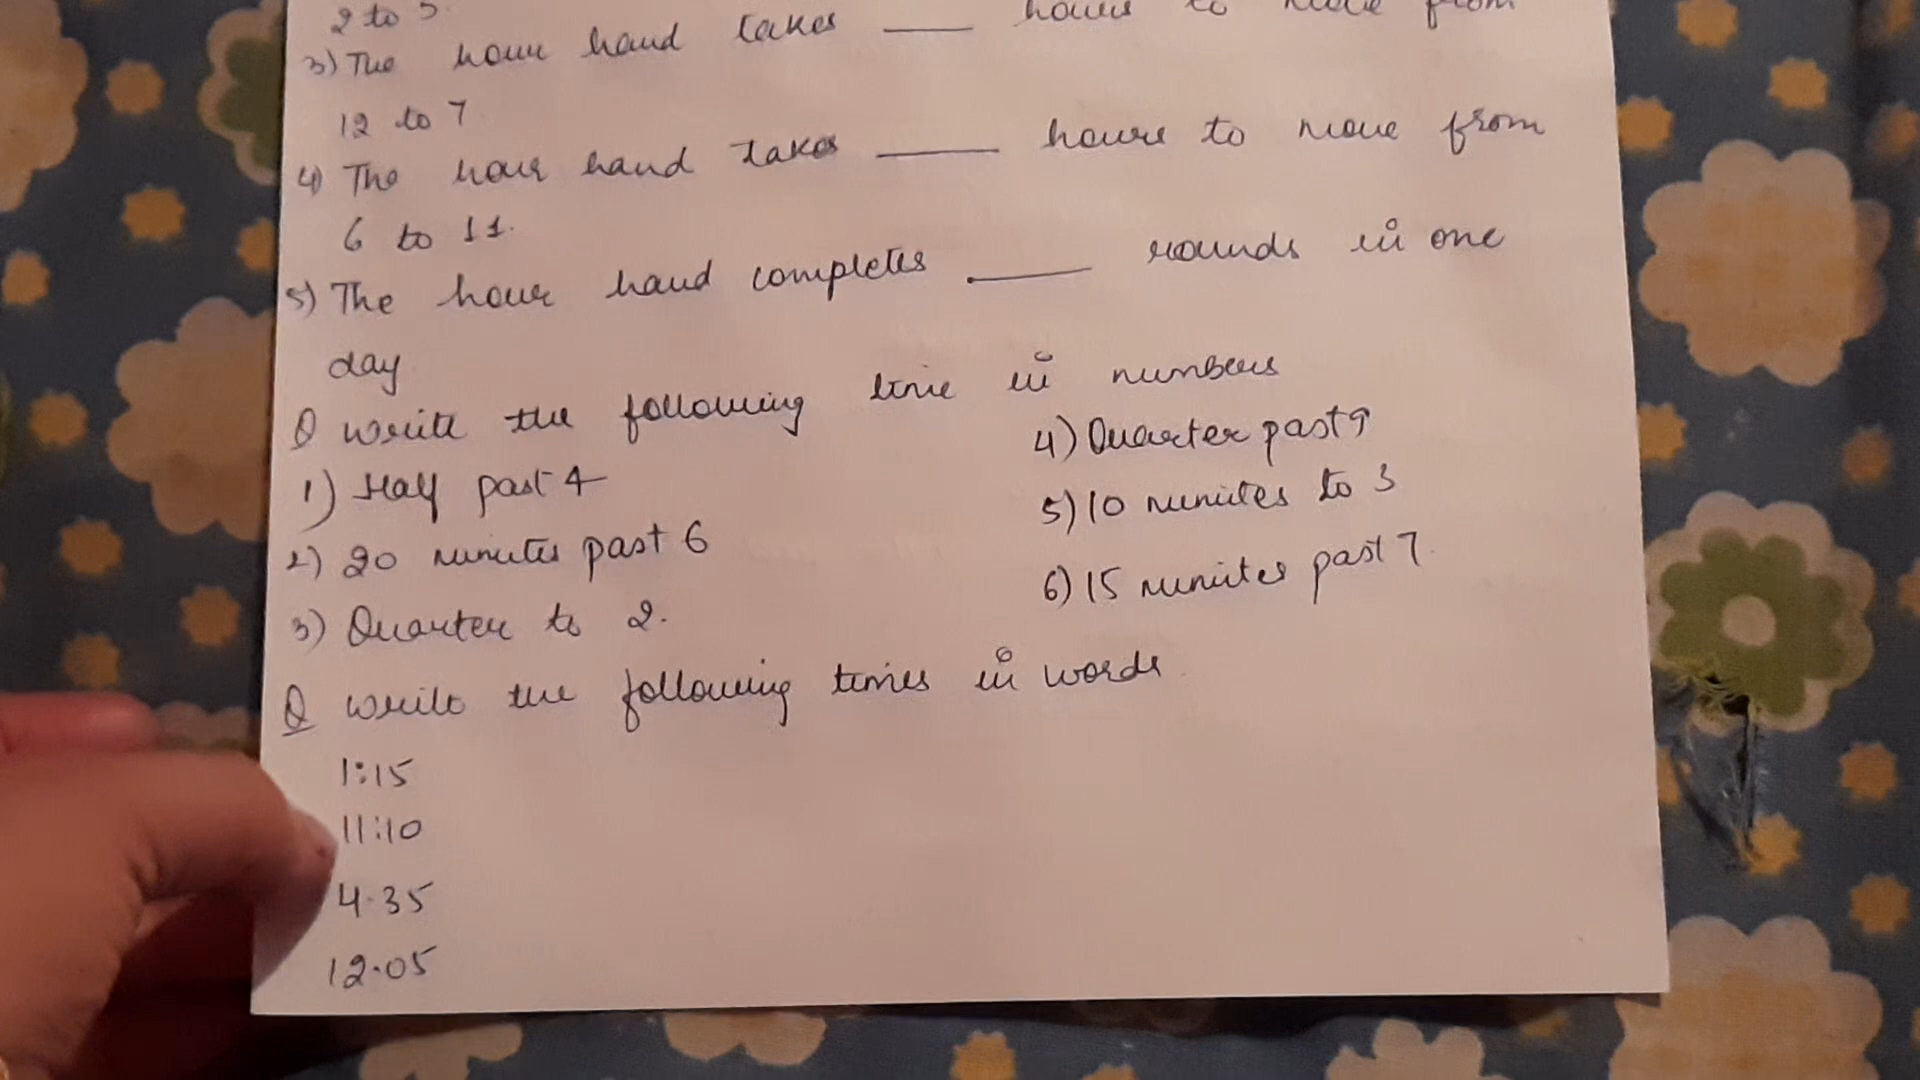 2 to 5.
3) The hour hand takes ____ hours to move from
12 to 7
4) The hour hand takes ____ hours to move from
6 to 11.
5) The hour hand completes ____ rounds in one
day
Q write the following time in numbers
1) Half past 4
4) Quarter past 9
2) 20 minutes past 6
5) 10 minutes to 3
3) Quarter to 2.
6) 15 minutes past 7.
Q write the following times in words.
1:15
11:10
4.35
12.05